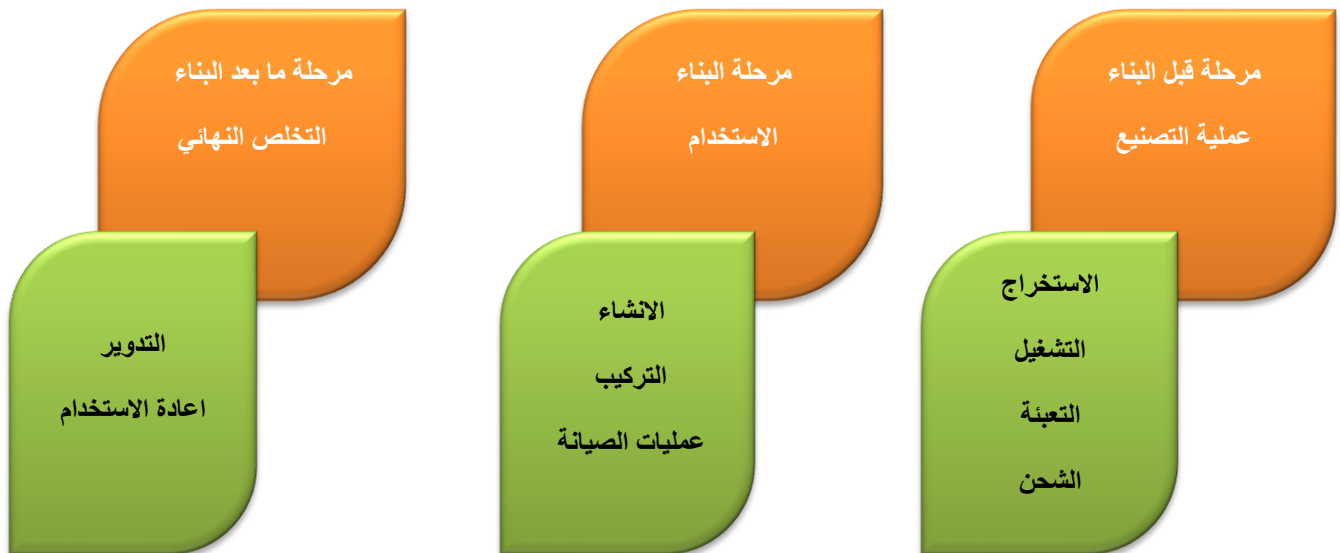 مرحلة قبل البناء
عملية التصنيع
الاستخراج
التشغيل
التعبئة
الشحن
مرحلة البناء
الاستخدام
الانشاء
التركيب
عمليات الصيانة
مرحلة ما بعد البناء
التخلص النهائي
التدوير
اعادة الاستخدام